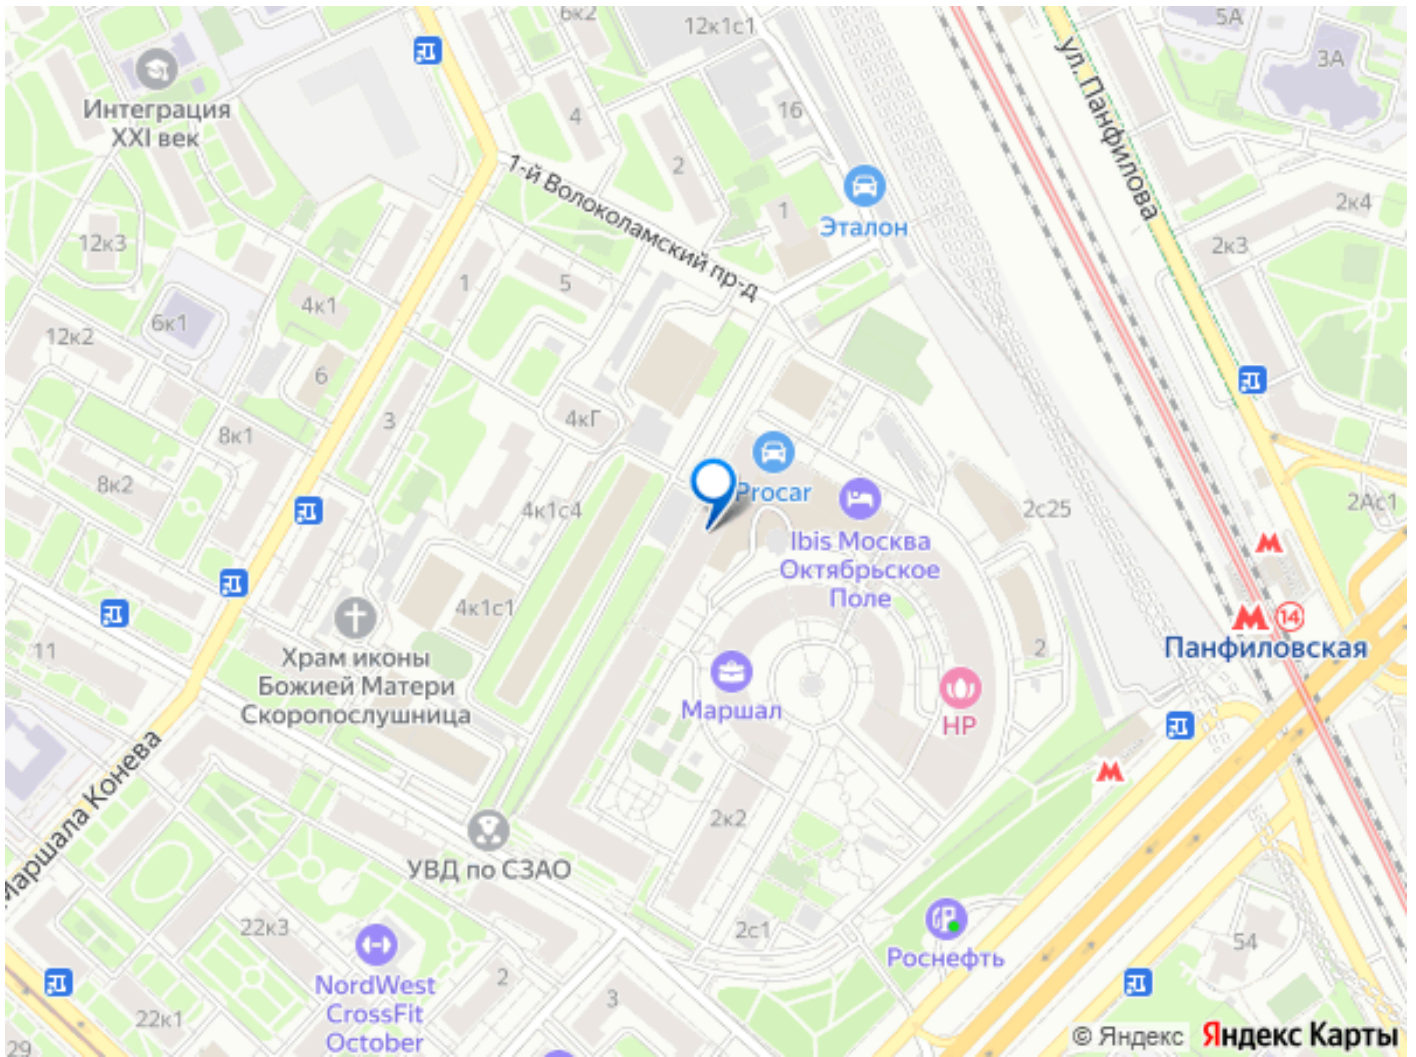 6к2
12к1с1
5А
3А
ул. Панфилова
Интеграция
XXI век
4
16
2
1-й Волоколамский пр-д
1
Эталон
2к4
2к3
12к3
1
5
4к1
6к1
12к2
6
3
4кГ
8к1
8к2
4к1с4
Procar
2с25
2Ас1
Ibis Москва
Октябрьское
Поле
4к1с1
14
Панфиловская
11
Храм иконы
Божией Матери
Скоропослушница
2
Маршал
НР
Маршала Конева
2к2
УВД по СЗАО
22к3
2с1
54
Роснефть
2
3
NordWest
CrossFit
October
22к1
29
© Яндекс
Яндекс Карты